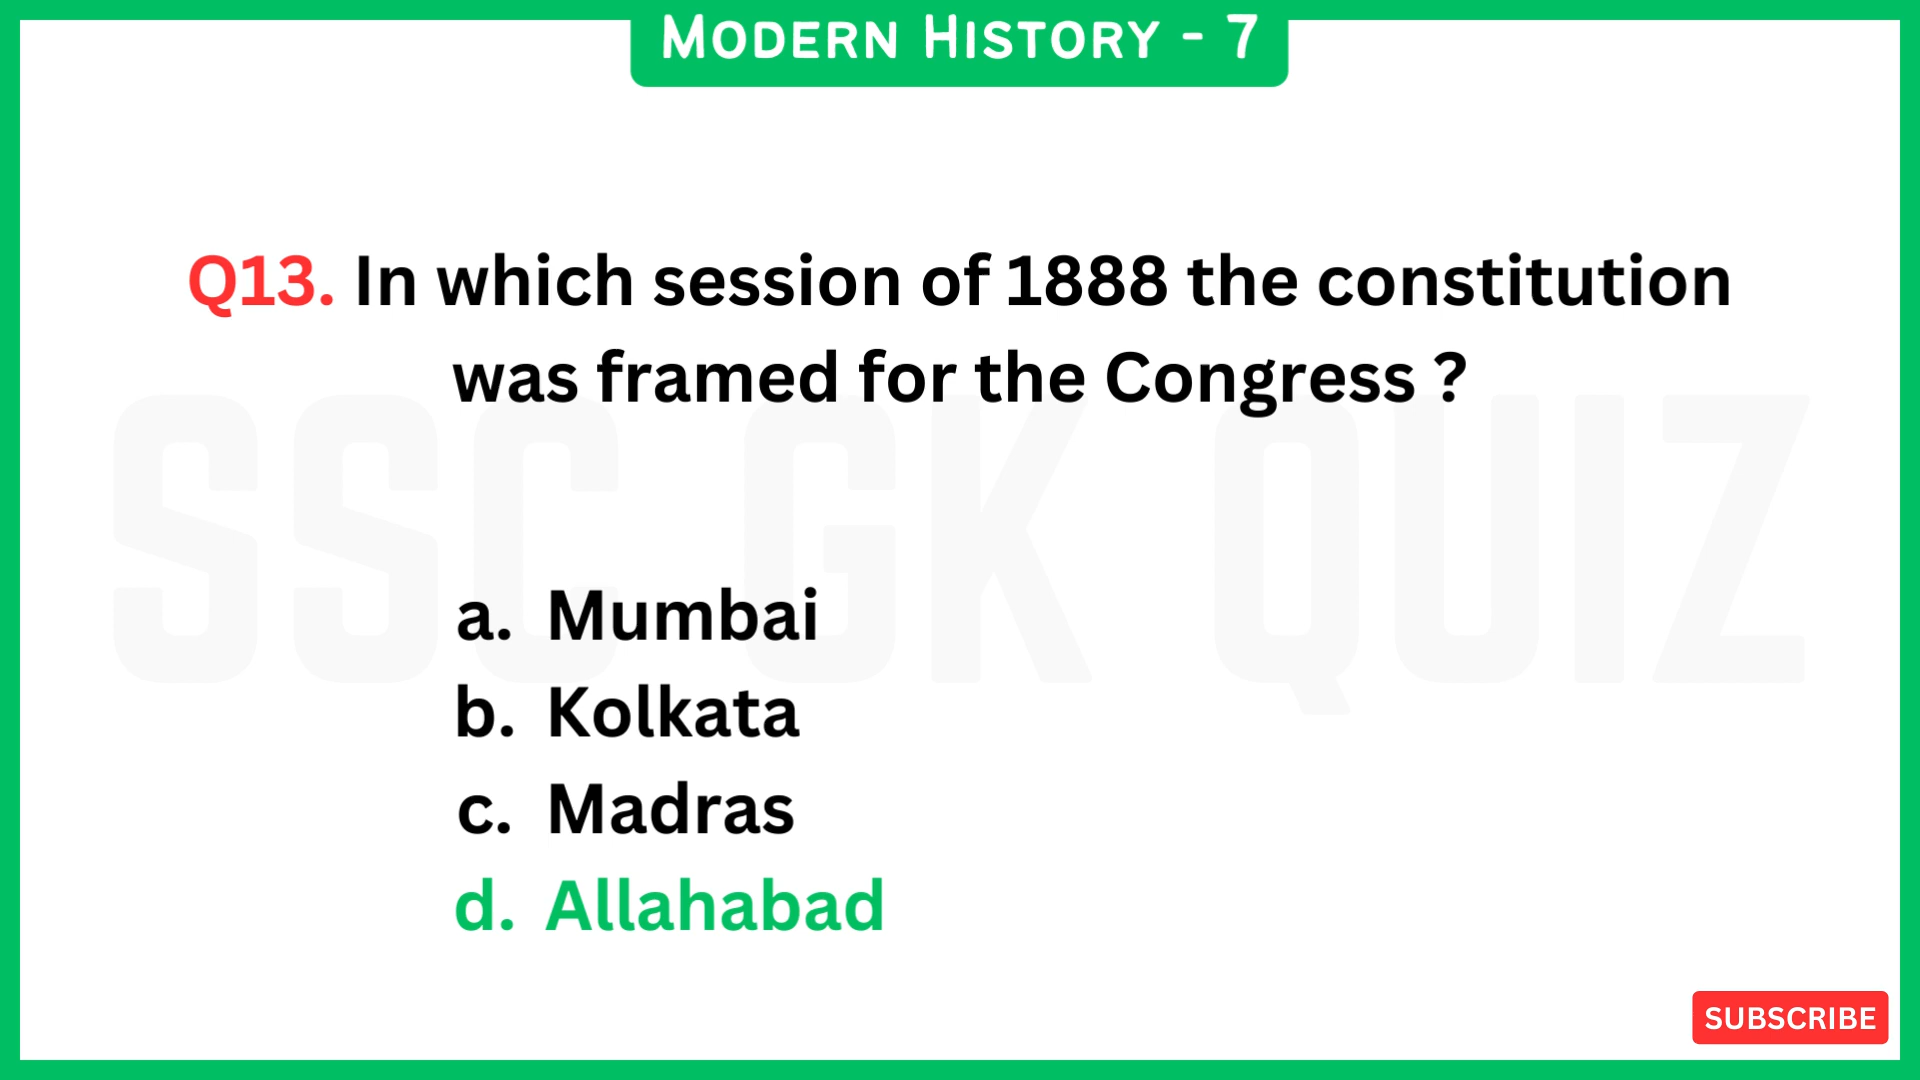 MODERN HISTORY - 7
Q13. In which session of 1888 the constitution
was framed for the Congress ?
SSC GK QUIZ
a. Mumbai
b. Kolkata
c. Madras
d. Allahabad
SUBSCRIBE